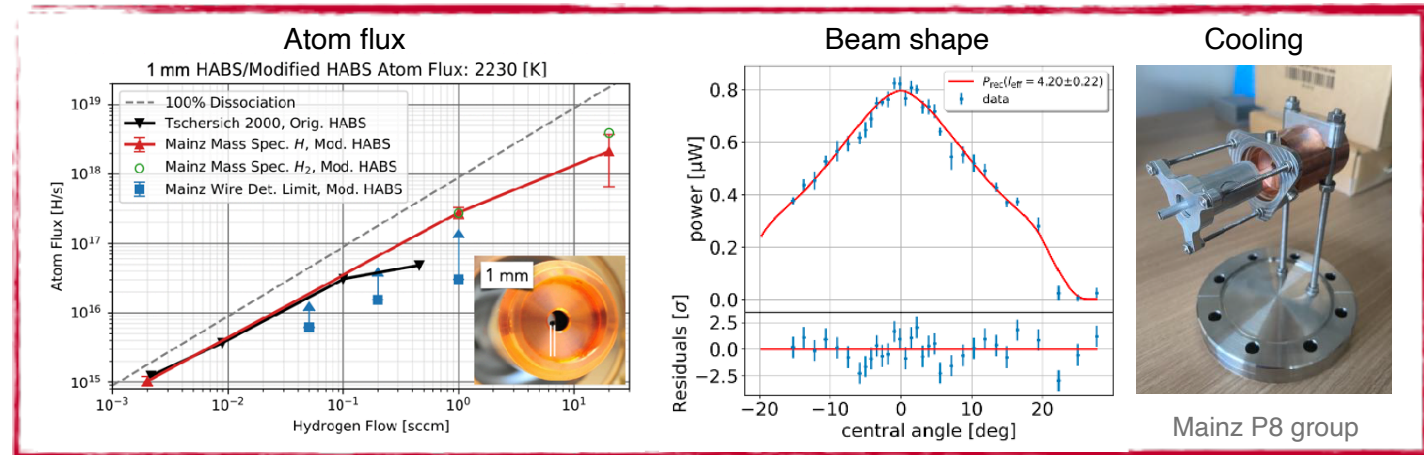 Atom flux
1 mm HABS/Modified HABS Atom Flux: 2230 [K]
100% Dissociation
Tschersich 2000, Orig. HABS
Mainz Mass Spec. H, Mod. HABS
Mainz Mass Spec. H₂, Mod. HABS
Mainz Wire Det. Limit, Mod. HABS
Atom Flux [H/s]
10¹⁹
10¹⁸
10¹⁷
10¹⁶
10¹⁵
1 mm
10⁻³ 10⁻² 10⁻¹ 10⁰ 10¹
Hydrogen Flow [sccm]
Beam shape
P_rec(l_eff = 4.20±0.22)
data
power [µW]
0.8
0.6
0.4
0.2
0.0
Residuals [σ]
2.5
0.0
−2.5
−20 −10 0 10 20
central angle [deg]
Cooling
Mainz P8 group